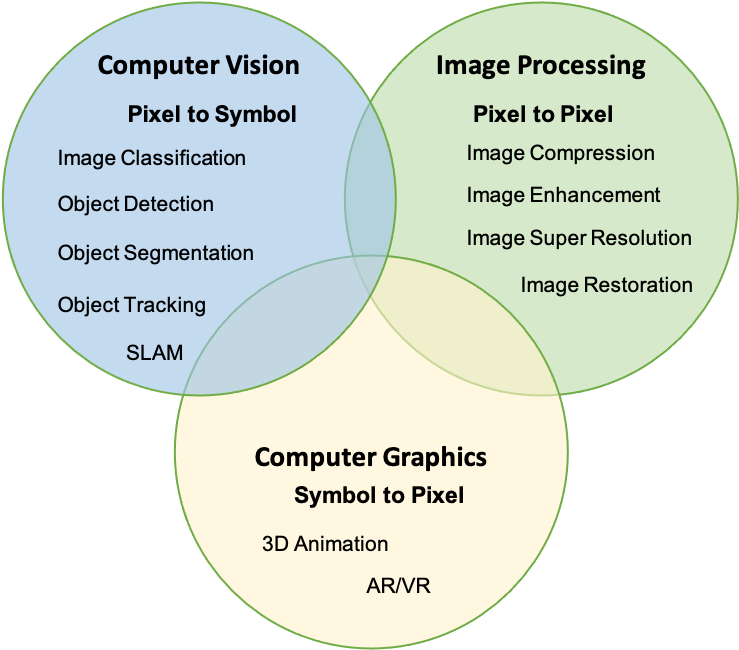 Computer Vision
Pixel to Symbol
Image Classification
Object Detection
Object Segmentation
Object Tracking
SLAM
Image Processing
Pixel to Pixel
Image Compression
Image Enhancement
Image Super Resolution
Image Restoration
Computer Graphics
Symbol to Pixel
3D Animation
AR/VR